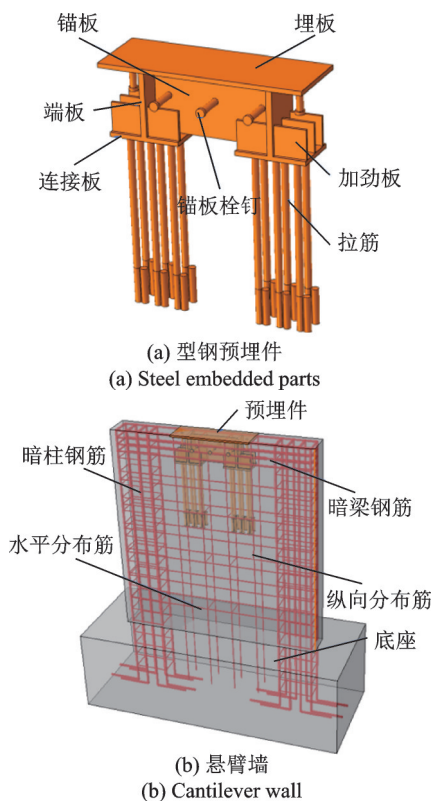 锚板
埋板
端板
连接板
锚板栓钉
加劲板
拉筋
(a) 型钢预埋件
(a) Steel embedded parts
预埋件
暗柱钢筋
暗梁钢筋
水平分布筋
纵向分布筋
底座
(b) 悬臂墙
(b) Cantilever wall